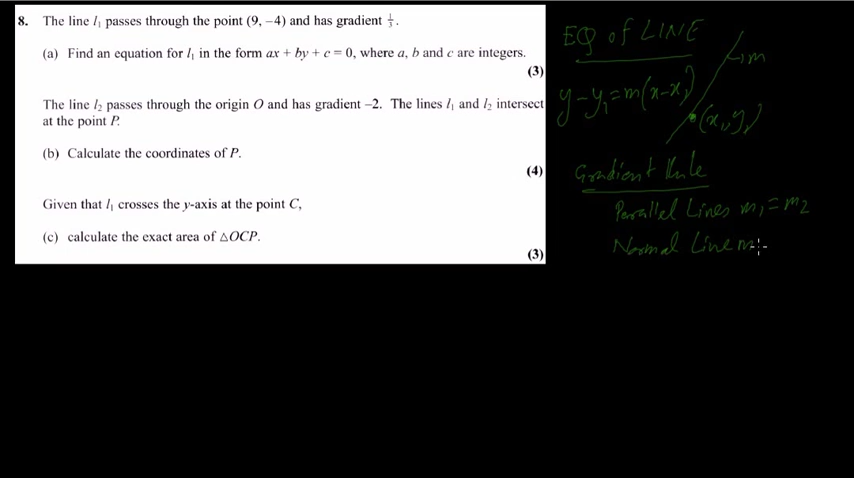 8. The line l₁ passes through the point (9, −4) and has gradient 1/3.
(a) Find an equation for l₁ in the form ax + by + c = 0, where a, b and c are integers.
(3)
The line l₂ passes through the origin O and has gradient −2. The lines l₁ and l₂ intersect
at the point P.
(b) Calculate the coordinates of P.
(4)
Given that l₁ crosses the y-axis at the point C,
(c) calculate the exact area of △OCP.
(3)
EQ of LINE
m
y-y₁=m(x-x₁)
(x₁,y₁)
Gradient Rule
Parallel Lines m₁=m₂
Normal Line m